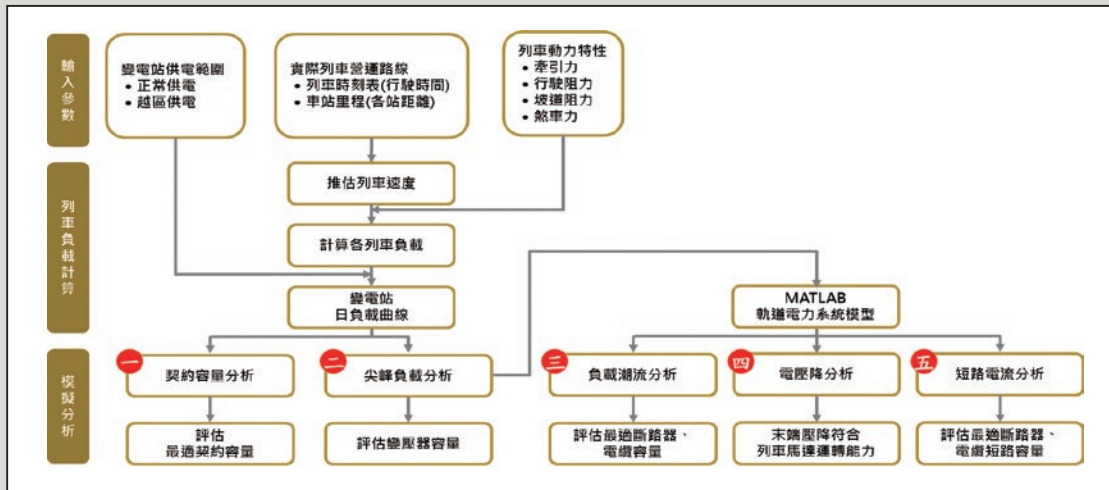 輸入參數
變電站供電範圍
• 正常供電
• 越區供電
實際列車營運路線
• 列車時刻表(行駛時間)
• 車站里程(各站距離)
列車動力特性
• 牽引力
• 行駛阻力
• 坡道阻力
• 煞車力
列車負載計算
推估列車速度
計算各列車負載
變電站
日負載曲線
MATLAB
軌道電力系統模型
模擬分析
一
契約容量分析
二
尖峰負載分析
三
負載潮流分析
四
電壓降分析
五
短路電流分析
評估
最適契約容量
評估變壓器容量
評估最適斷路器、
電纜容量
末端壓降符合
列車馬達運轉能力
評估最適斷路器、
電纜短路容量